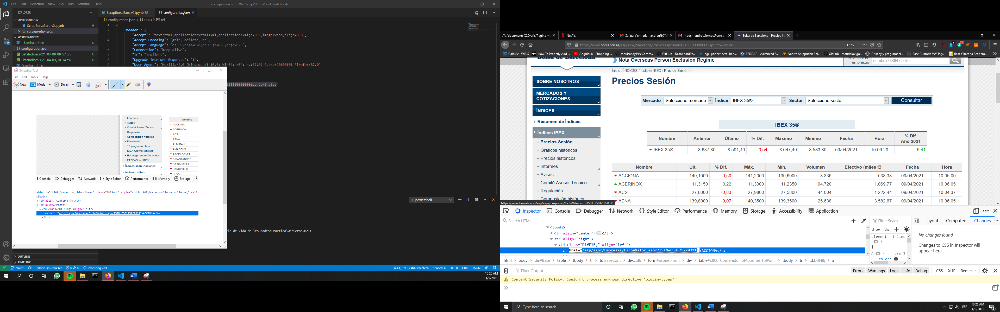 File Edit Selection View Go Run Terminal Help
configuration.json - WebScrap2021 - Visual Studio Code
EXPLORER
OPEN EDITORS
ScrapBorsaBarc_v2.ipynb M
configuration.json
WEBSCRAP2021
~$actica1.docx U
configuration.json
ListaIndices2021-04-09_09-57.csv U
ListaIndices2021-04-09_10-14.csv U
Practica1.docx
OUTLINE
TIMELINE
ScrapBorsaBarc_v2.ipynb M
configuration.json
configuration.json > {} URLs > ref
1 {
2 "header": {
3 "Accept": "text/html,application/xhtml+xml,application/xml;q=0.9,image/webp,*/*;q=0.8",
4 "Accept-Encoding": "gzip, deflate, br",
5 "Accept-Language": "es-ES,es;q=0.8,en-US;q=0.5,en;q=0.3",
6 "Connection": "keep-alive",
7 "TE": "Trailers",
8 "Upgrade-Insecure-Requests": "1",
9 "User-Agent": "Mozilla/5.0 (Windows NT 10.0; Win64; x64; rv:87.0) Gecko/20100101 Firefox/87.0"
ESI100000000&punto=indice"
1: powershell
cle de vida de les dades\Practica\WebScrap2021>
Snipping Tool
File Edit Tools Help
New Mode Delay
- Informes
- Avisos
- Comité Asesor Técnico
- Regulación
- Composición histórica
- Factsheets
- 10 preguntas clave
- IBEX Growth Market®
- Estrategia sobre Derivados
- FTSE4Good IBEX
Índices sobre Acciones
Índices Latibex
Nombre
ACCIONA
ACERINOX
ACS
AENA
ALMIRALL
AMADEUS
ARCELORMIT.
B.SANTANDER
BA.SABADELL
BANKINTER
BBVA
Console Debugger Network Style Editor Performance Memory Storage
able id="ctl00_Contenido_tblAcciones" class="TblPort" style="width:100%;border-collapse:collapse;" cells
<tbody>
<tr align="center"> </tr>
<tr align="right">
<td class="DifFlBj" align="left">
<a href="/esp/aspx/Empresas/FichaValor.aspx?ISIN=ES0125220311">ACCIONA</a>
</td>
main* Python 3.9.0 64-bit 0 0 Executing Cell
Ln 13, Col 17 (64 selected) Spaces: 4 UTF-8 CRLF JSON
10:26 AM
4/9/2021
/A:/documents%20varis/Pagina_we
Netflix
Safata d'entrada - andreufb97@
Inbox - andreu.fornos@emso-
Bolsa de Barcelona - Precios Se
https://www.borsabcn.es/esp/aspx/Mercados/Precios.aspx?indice=ESI100000000&punto=indice
170%
CalcMe | WIRIS
How To Properly Add ...
Angular 8 - Shopping ...
rahulsahay19/eComm...
GitHub - DashboardPa...
ngx-perfect-scrollbar ...
ERDDAP - Advanced S...
Naruto Shippuden Epi...
GitHub - mauriciovigo...
Disseny y programaci...
Base Giratoria VW T5 y...
Base Giratoria Scopem...
Bolsa de Barcelona
Nota Overseas Person Exclusion Regime
Buscador de
empresas
nombre / ISIN / ticker
Inicio / ÍNDICES / Índices IBEX / Precios Sesión >
SOBRE NOSOTROS
MERCADOS Y
COTIZACIONES
ÍNDICES
Resumen de Índices
Índices IBEX
- Precios Sesión
- Gráficos históricos
- Precios históricos
- Informes
- Avisos
- Comité Asesor Técnico
- Regulación
- Composición histórica
Precios Sesión
Mercado Seleccione mercado Índice IBEX 35® Sector Seleccione sector Consultar
IBEX 35®
Nombre Anterior Último % Dif. Máximo Mínimo Fecha Hora % Dif. Año 2021
IBEX 35® 8.637,80 8.591,40 -0,54 8.647,40 8.583,80 09/04/2021 10:06:29 6,41
Nombre Últ. % Dif. Máx. Mín. Volumen Efectivo (miles €) Fecha Hora
ACCIONA 140,1000 -0,50 141,2000 139,6000 3.836 538,38 09/04/2021 10:05:09
ACERINOX 11,3150 0,22 11,3300 11,2350 94.720 1.069,77 09/04/2021 10:06:05
ACS 27,6000 -0,83 27,9800 27,5800 44.004 1.222,44 09/04/2021 10:04:37
AENA 139,8000 -0,07 140,3500 139,3500 25.638 3.582,67 09/04/2021 10:06:05
https://www.borsabcn.es/esp/aspx/Empresas/FichaValor.aspx?ISIN=ES0125220311
Inspector Console Debugger Network Style Editor Performance Memory Storage Accessibility Application
Search HTML
<tbody>
<tr align="center"> </tr>
<tr align="right">
<td class="DifFlBj" align="left">
<a href="/esp/aspx/Empresas/FichaValor.aspx?ISIN=ES0125220311">ACCIONA</a>
html > body > div#Base > table > tbody > tr > td.BaseCont > div.col6 > form#aspnetForm > div > table#ctl00_Contenido_tblAcciones.TblPor... > tbody > tr > td.DifFlBj > a
Filter Styles
:hov .cls
element inline
{
}
A { css:1
color:
Layout Computed Changes
No changes found.
Changes to CSS in Inspector will
appear here.
Filter Output
Errors Warnings Logs Info Debug CSS XHR Requests
Content Security Policy: Couldn't process unknown directive 'plugin-types'
Type here to search
ESP
10:26 AM
4/9/2021